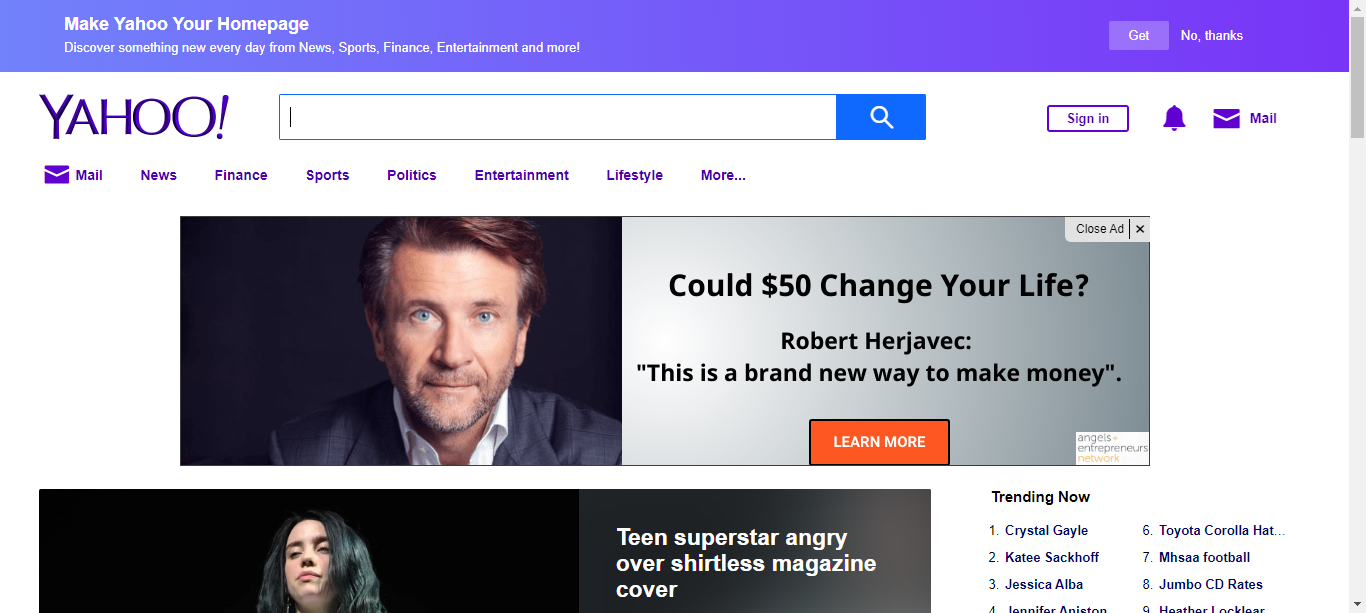 Make Yahoo Your Homepage
Discover something new every day from News, Sports, Finance, Entertainment and more!
Get
No, thanks
YAHOO!
Sign in
Mail
Mail
News
Finance
Sports
Politics
Entertainment
Lifestyle
More...
Close Ad
×
Could $50 Change Your Life?
Robert Herjavec:
"This is a brand new way to make money".
LEARN MORE
angels+
entrepreneurs
network
Teen superstar angry
over shirtless magazine
cover
Trending Now
1. Crystal Gayle
2. Katee Sackhoff
3. Jessica Alba
4. Jennifer Aniston
6. Toyota Corolla Hat...
7. Mhsaa football
8. Jumbo CD Rates
9. Heather Locklear